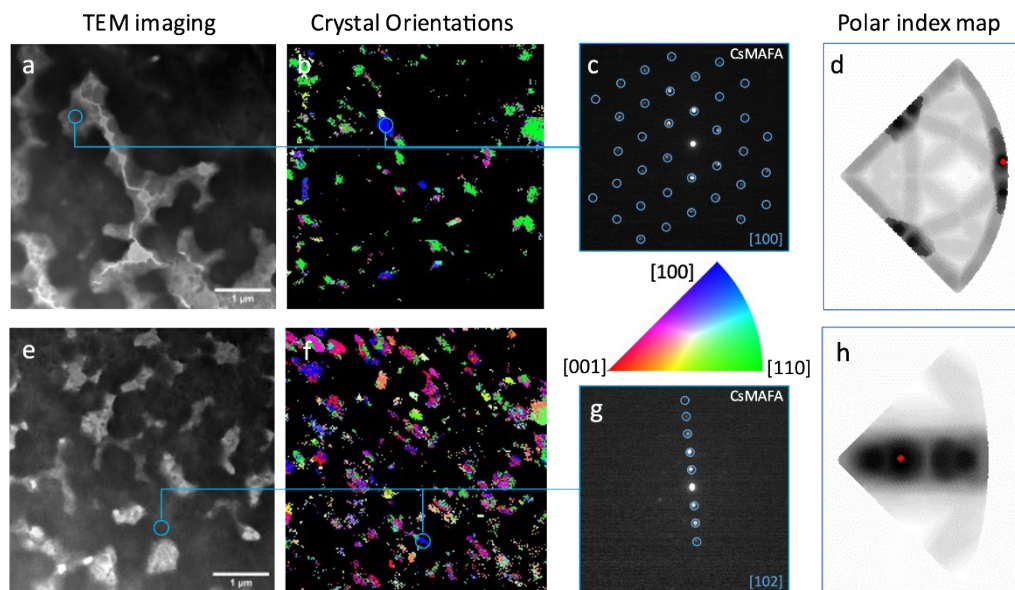 TEM imaging
Crystal Orientations
Polar index map
a
b
c
CsMAFA
d
1 μm
[100]
[100]
[001]
[110]
e
f
g
CsMAFA
h
1 μm
[102]